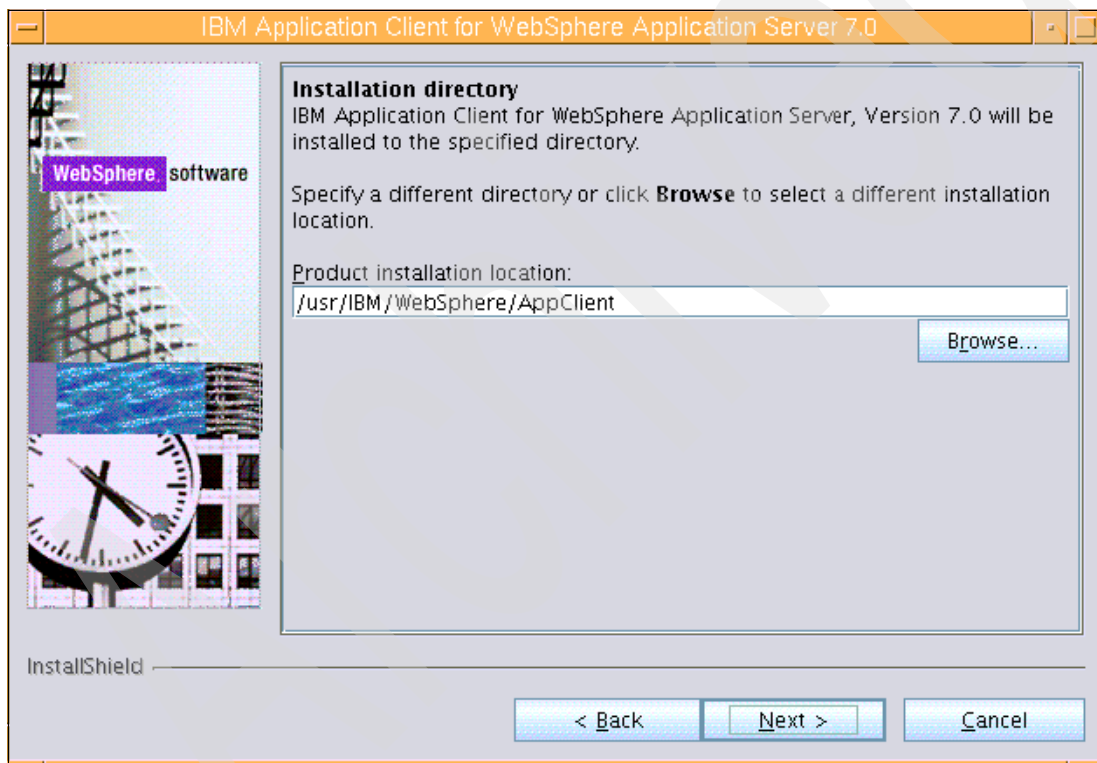 IBM Application Client for WebSphere Application Server 7.0
WebSphere. software
Installation directory
IBM Application Client for WebSphere Application Server, Version 7.0 will be
installed to the specified directory.
Specify a different directory or click Browse to select a different installation
location.
Product installation location:
/usr/IBM/WebSphere/AppClient
Browse...
InstallShield
< Back
Next >
Cancel